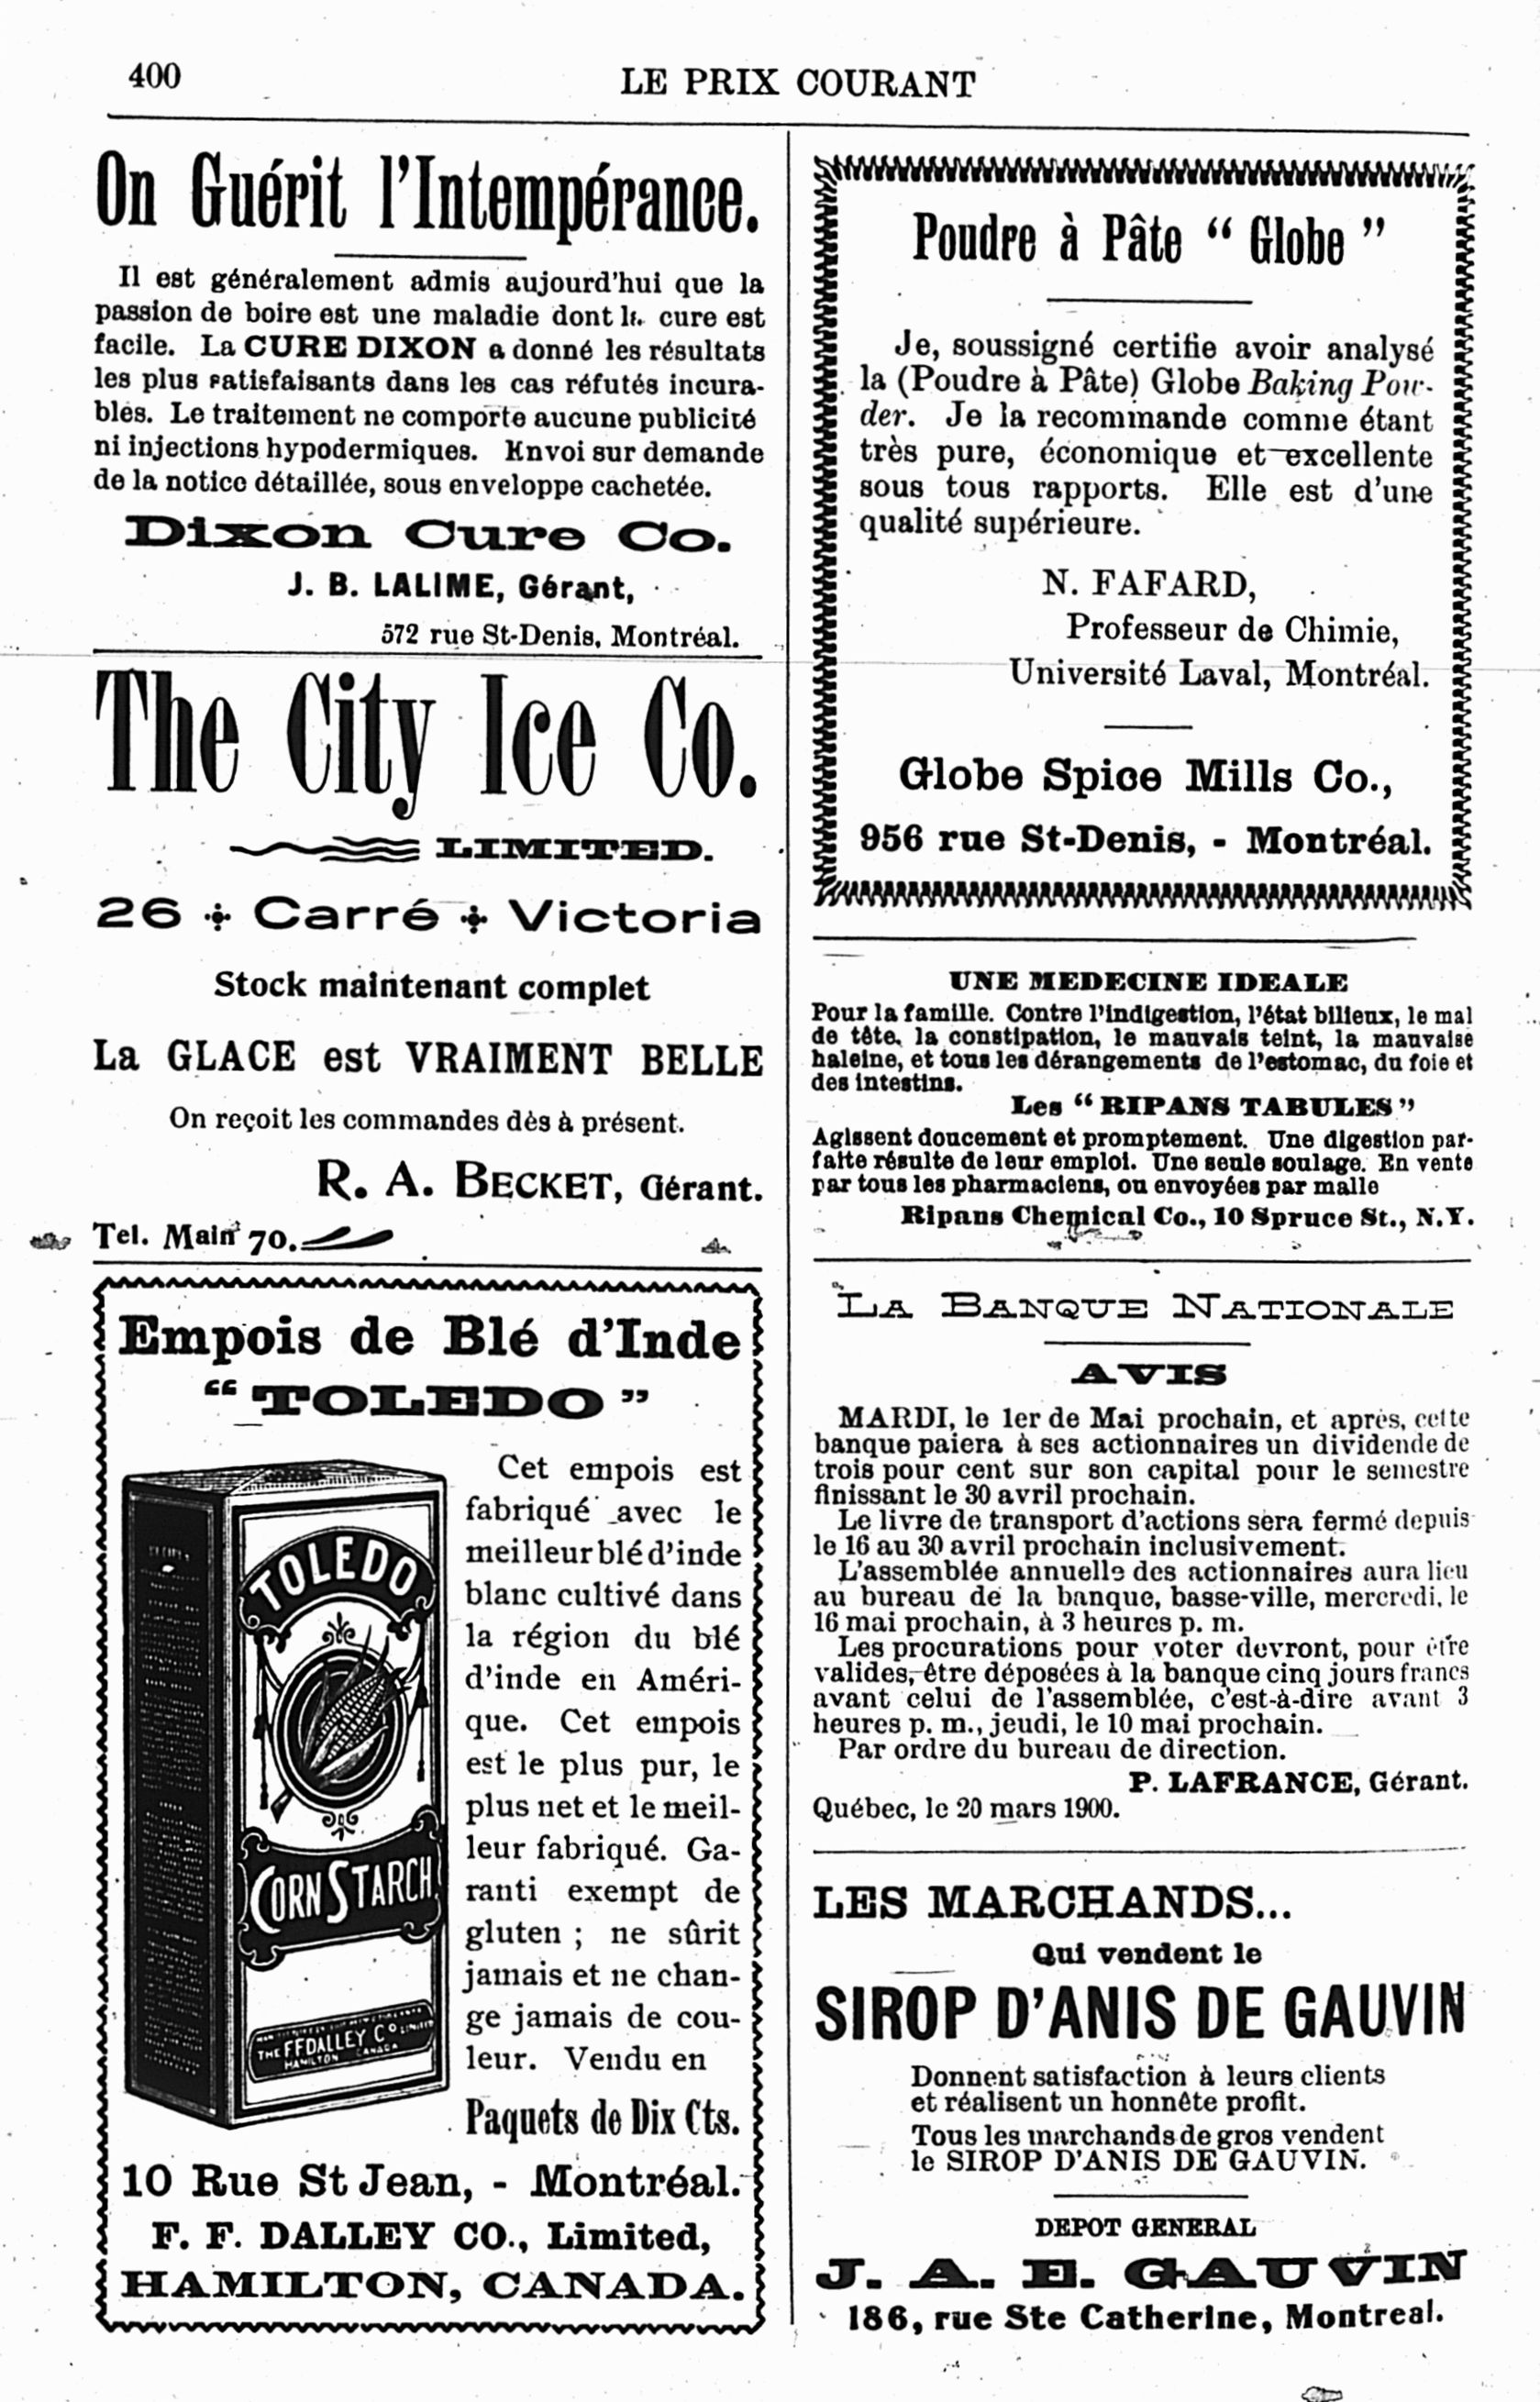 400
LE PRIX COURANT
On Guérit l'Intempérance.
Il est généralement admis aujourd'hui que la
passion de boire est une maladie dont la cure est
facile. La CURE DIXON a donné les résultats
les plus satisfaisants dans les cas réfutés incura-
bles. Le traitement ne comporte aucune publicité
ni injections hypodermiques. Envoi sur demande
de la notice détaillée, sous enveloppe cachetée.
Dixon Cure Co.
J. B. LALIME, Gérant,
572 rue St-Denis, Montréal.
The City Ice Co.
LIMITED.
26 Carré Victoria
Stock maintenant complet
La GLACE est VRAIMENT BELLE
On reçoit les commandes dès à présent.
R. A. BECKET, Gérant.
Tel. Main 70.
Empois de Blé d'Inde
“ TOLEDO ”
Cet empois est
fabriqué avec le
meilleur blé d'inde
blanc cultivé dans
la région du blé
d'inde en Améri-
que. Cet empois
est le plus pur, le
plus net et le meil-
leur fabriqué. Ga-
ranti exempt de
gluten ; ne sûrit
jamais et ne chan-
ge jamais de cou-
leur. Vendu en
Paquets de Dix Cts.
TOLEDO
CORN STARCH
THE F F DALLEY CO LIMITED
HAMILTON CANADA
10 Rue St Jean, - Montréal.
F. F. DALLEY CO., Limited,
HAMILTON, CANADA.
Poudre à Pâte “ Globe ”
Je, soussigné certifie avoir analysé
la (Poudre à Pâte) Globe Baking Pow-
der. Je la recommande comme étant
très pure, économique et excellente
sous tous rapports. Elle est d'une
qualité supérieure.
N. FAFARD,
Professeur de Chimie,
Université Laval, Montréal.
Globe Spice Mills Co.,
956 rue St-Denis, - Montréal.
UNE MEDECINE IDEALE
Pour la famille. Contre l'indigestion, l'état bilieux, le mal
de tête, la constipation, le mauvais teint, la mauvaise
haleine, et tous les dérangements de l'estomac, du foie et
des intestins.
Les “ RIPANS TABULES ”
Agissent doucement et promptement. Une digestion par-
faite résulte de leur emploi. Une seule soulage. En vente
par tous les pharmaciens, ou envoyées par malle
Ripans Chemical Co., 10 Spruce St., N.Y.
LA BANQUE NATIONALE
AVIS
MARDI, le 1er de Mai prochain, et après, cette
banque paiera à ses actionnaires un dividende de
trois pour cent sur son capital pour le semestre
finissant le 30 avril prochain.
Le livre de transport d'actions sera fermé depuis
le 16 au 30 avril prochain inclusivement.
L'assemblée annuelle des actionnaires aura lieu
au bureau de la banque, basse-ville, mercredi, le
16 mai prochain, à 3 heures p. m.
Les procurations pour voter devront, pour être
valides, être déposées à la banque cinq jours francs
avant celui de l'assemblée, c'est-à-dire avant 3
heures p. m., jeudi, le 10 mai prochain.
Par ordre du bureau de direction.
P. LAFRANCE, Gérant.
Québec, le 20 mars 1900.
LES MARCHANDS...
Qui vendent le
SIROP D'ANIS DE GAUVIN
Donnent satisfaction à leurs clients
et réalisent un honnête profit.
Tous les marchands de gros vendent
le SIROP D'ANIS DE GAUVIN.
DEPOT GENERAL
J. A. E. GAUVIN
186, rue Ste Catherine, Montreal.